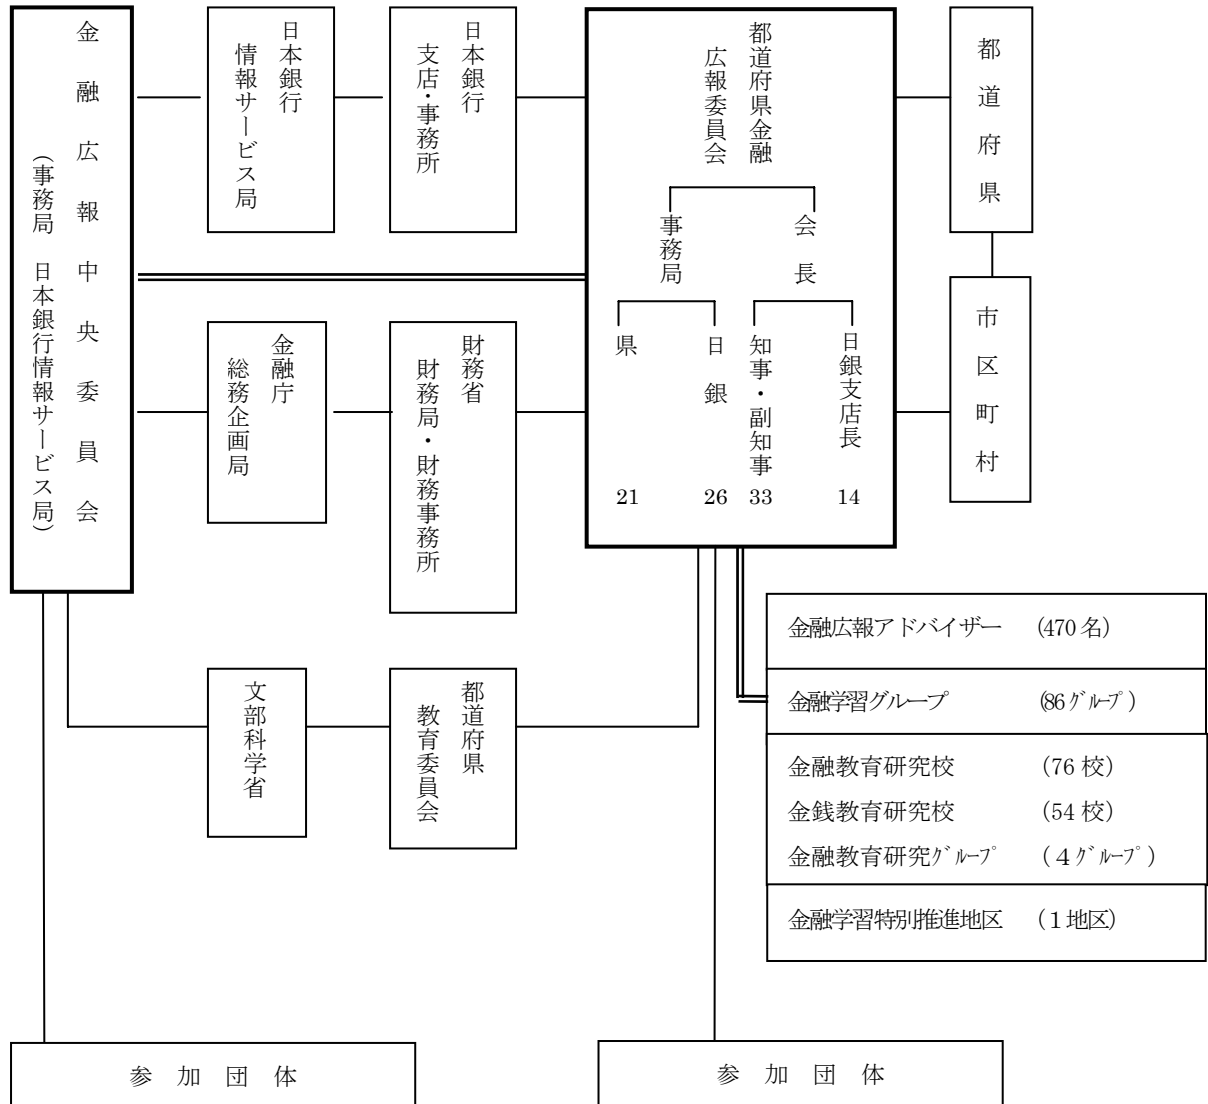 金融広報中央委員会
(事務局 日本銀行情報サービス局)
日本銀行
情報サービス局
日本銀行
支店・事務所
都道府県金融
広報委員会
会長
事務局
日銀支店長
知事・副知事
日銀
県
21 26 33 14
都道府県
市区町村
金融庁
総務企画局
財務省
財務局・財務事務所
文部科学省
都道府県
教育委員会
金融広報アドバイザー (470名)
金融学習グループ (86グループ)
金融教育研究校 (76校)
金銭教育研究校 (54校)
金融教育研究グループ (4グループ)
金融学習特別推進地区 (1地区)
参加団体
参加団体